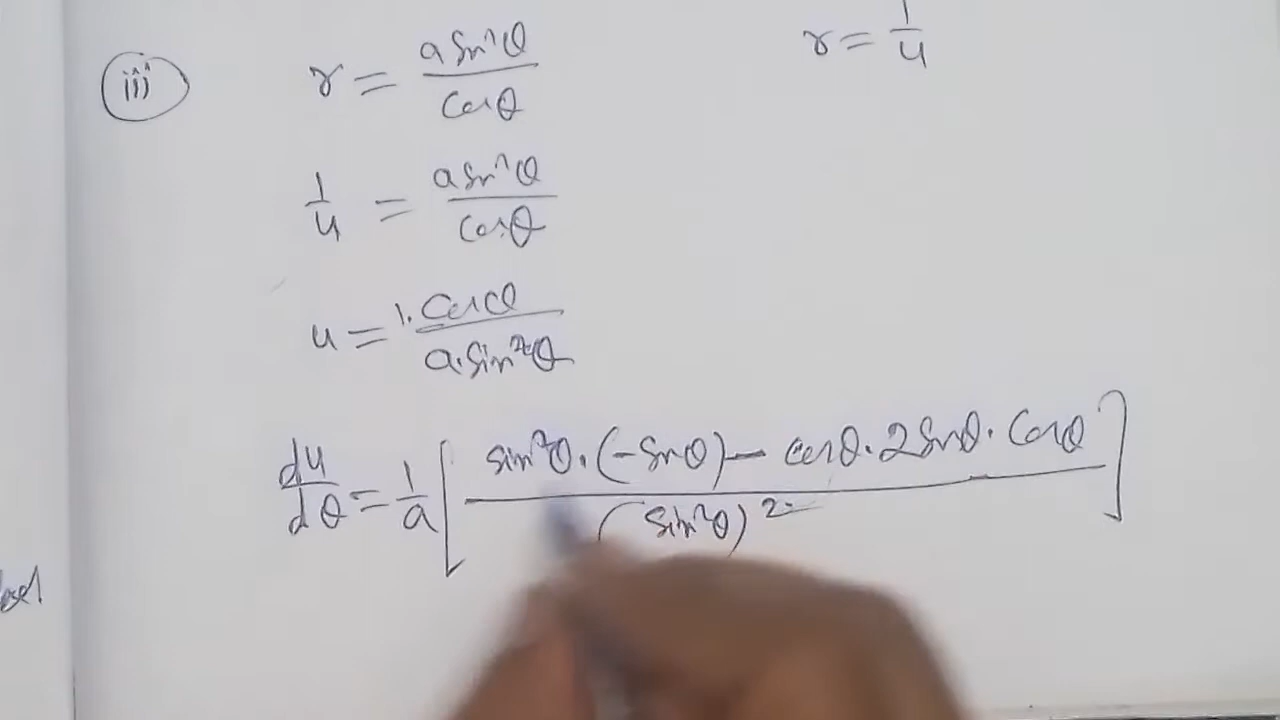 iii) r = a Sin²θ / Cosθ
r = 1/u
1/u = a Sin²θ / Cosθ
u = 1. Cosθ / a. Sin²θ
du/dθ = 1/a [ sin²θ. (-Sinθ) - Cosθ. 2Sinθ. Cosθ / (Sin²θ)² ]